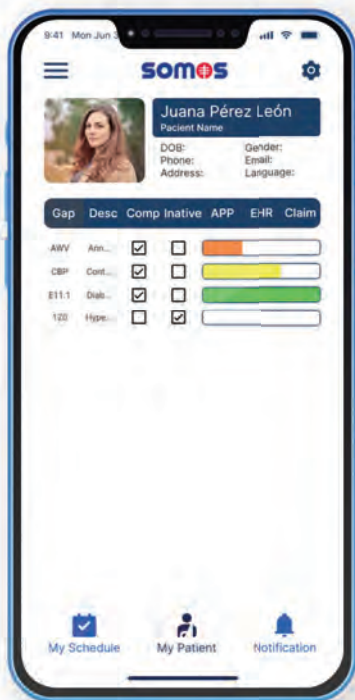 9:41 Mon Jun 3
SOMOS
Juana Pérez León
Pacient Name
DOB: Gender:
Phone: Email:
Address: Language:
Gap Desc Comp Inative APP EHR Claim
AWV Ann...
CBP Cont...
E11.1 Diab...
120 Hype...
My Schedule My Patient Notification